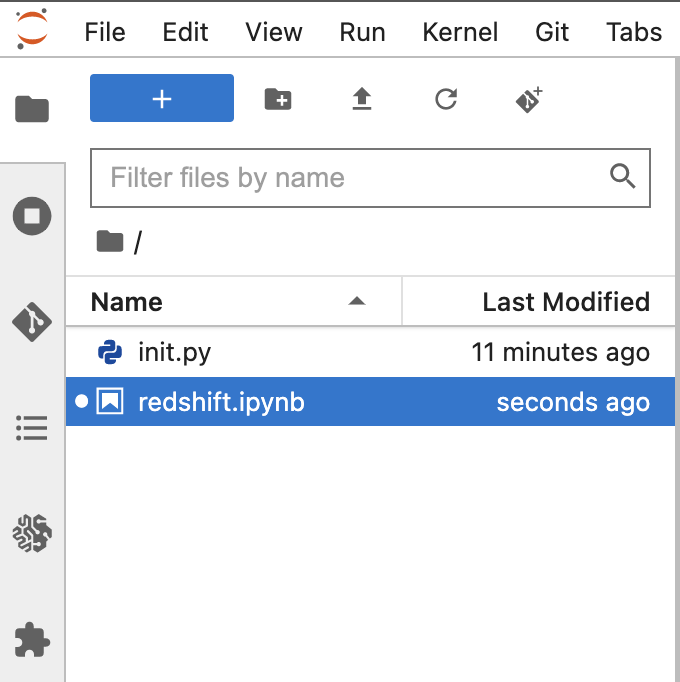 File Edit View Run Kernel Git Tabs
Filter files by name
/
Name Last Modified
init.py 11 minutes ago
redshift.ipynb seconds ago